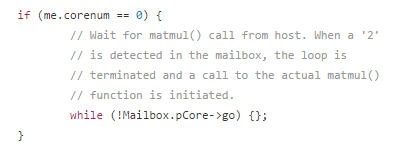 if (me.corenum == 0) {
// Wait for matmul() call from host. When a '2'
// is detected in the mailbox, the loop is
// terminated and a call to the actual matmul()
// function is initiated.
while (!Mailbox.pCore->go) {};
}